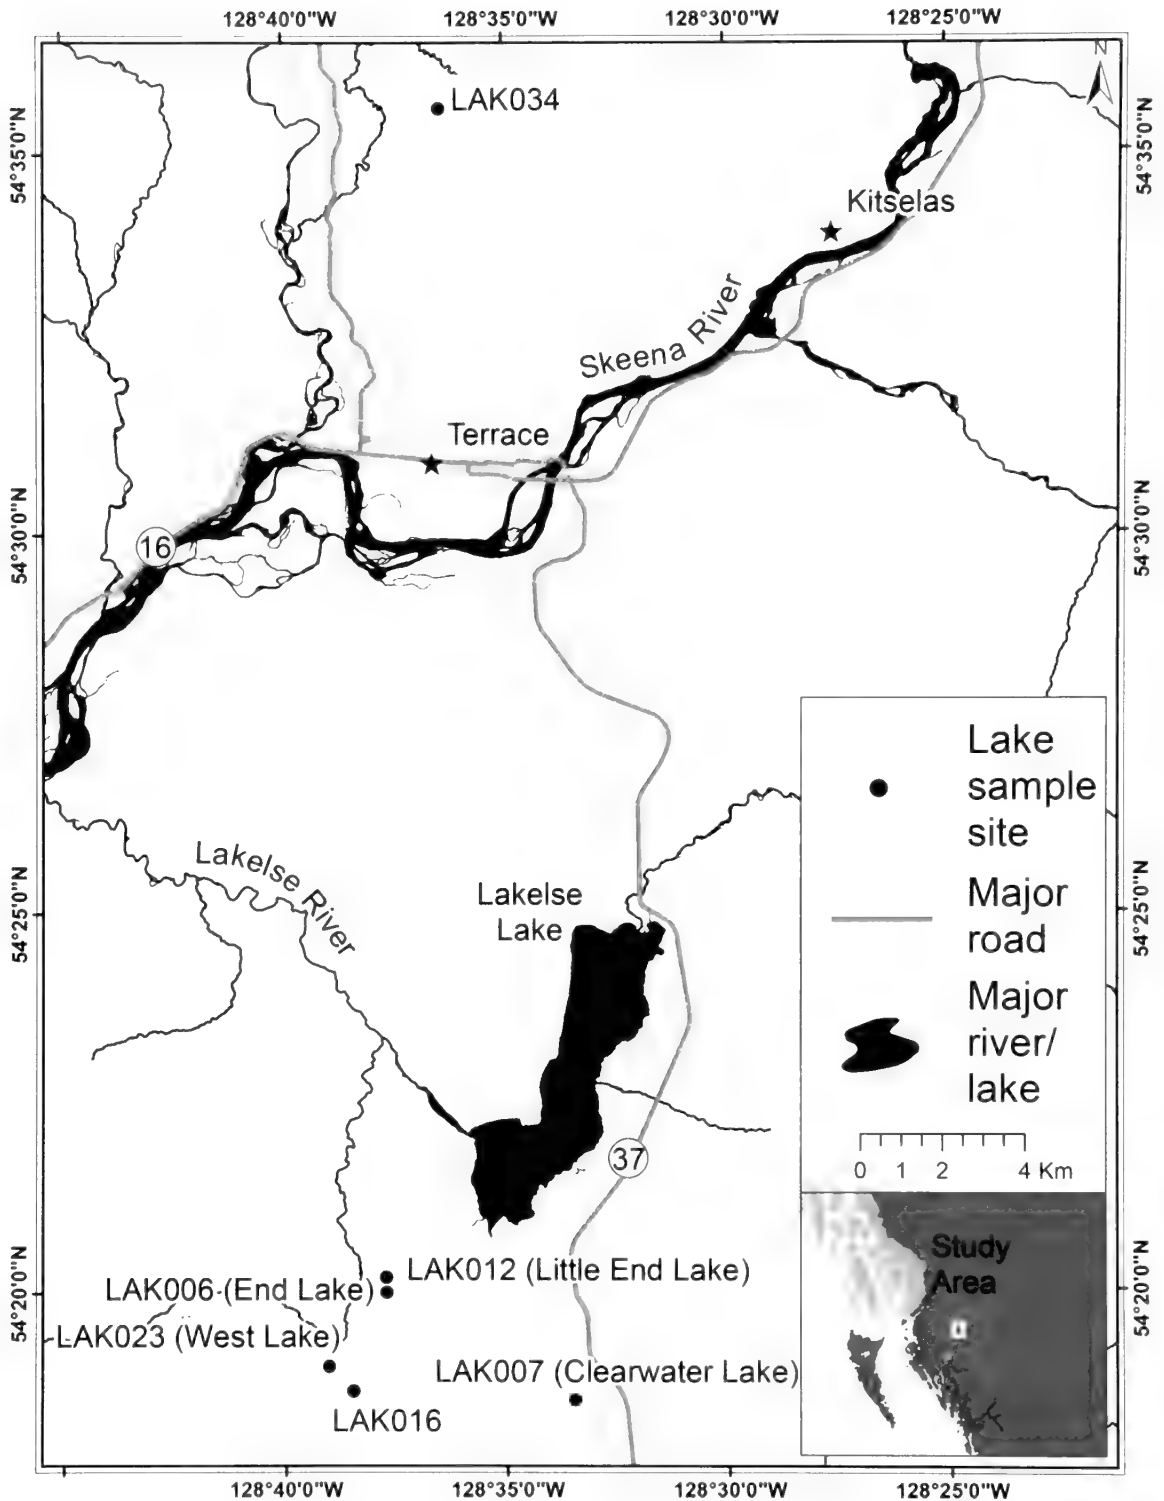 128°40'0"W 128°35'0"W 128°30'0"W 128°25'0"W
N
LAK034
54°35'0"N
54°35'0"N
Kitselas
Skeena River
Terrace
54°30'0"N
54°30'0"N
16
Lake
sample
site
Lakelse River
Lakelse
Lake
Major
road
54°25'0"N
54°25'0"N
Major
river/
lake
37
0 1 2 4 Km
Study
Area
LAK012 (Little End Lake)
LAK006 (End Lake)
54°20'0"N
54°20'0"N
LAK023 (West Lake)
LAK007 (Clearwater Lake)
LAK016
128°40'0"W 128°35'0"W 128°30'0"W 128°25'0"W